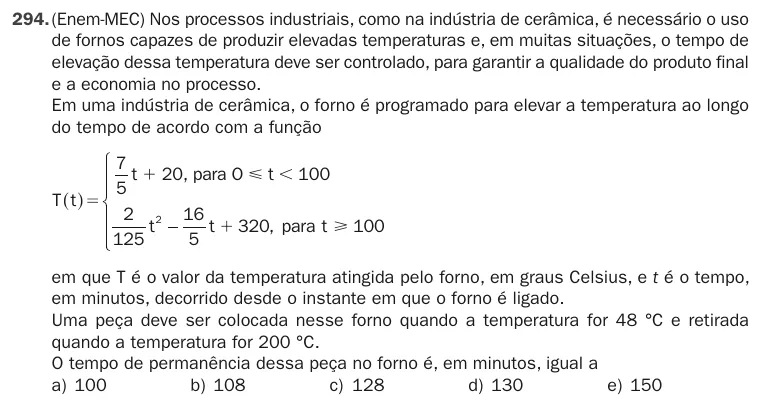 294. (Enem-MEC) Nos processos industriais, como na indústria de cerâmica, é necessário o uso
de fornos capazes de produzir elevadas temperaturas e, em muitas situações, o tempo de
elevação dessa temperatura deve ser controlado, para garantir a qualidade do produto final
e a economia no processo.
Em uma indústria de cerâmica, o forno é programado para elevar a temperatura ao longo
do tempo de acordo com a função
T(t) = { 7/5 t + 20, para 0 ⩽ t < 100
2/125 t² − 16/5 t + 320, para t ⩾ 100
em que T é o valor da temperatura atingida pelo forno, em graus Celsius, e t é o tempo,
em minutos, decorrido desde o instante em que o forno é ligado.
Uma peça deve ser colocada nesse forno quando a temperatura for 48 °C e retirada
quando a temperatura for 200 °C.
O tempo de permanência dessa peça no forno é, em minutos, igual a
a) 100 b) 108 c) 128 d) 130 e) 150